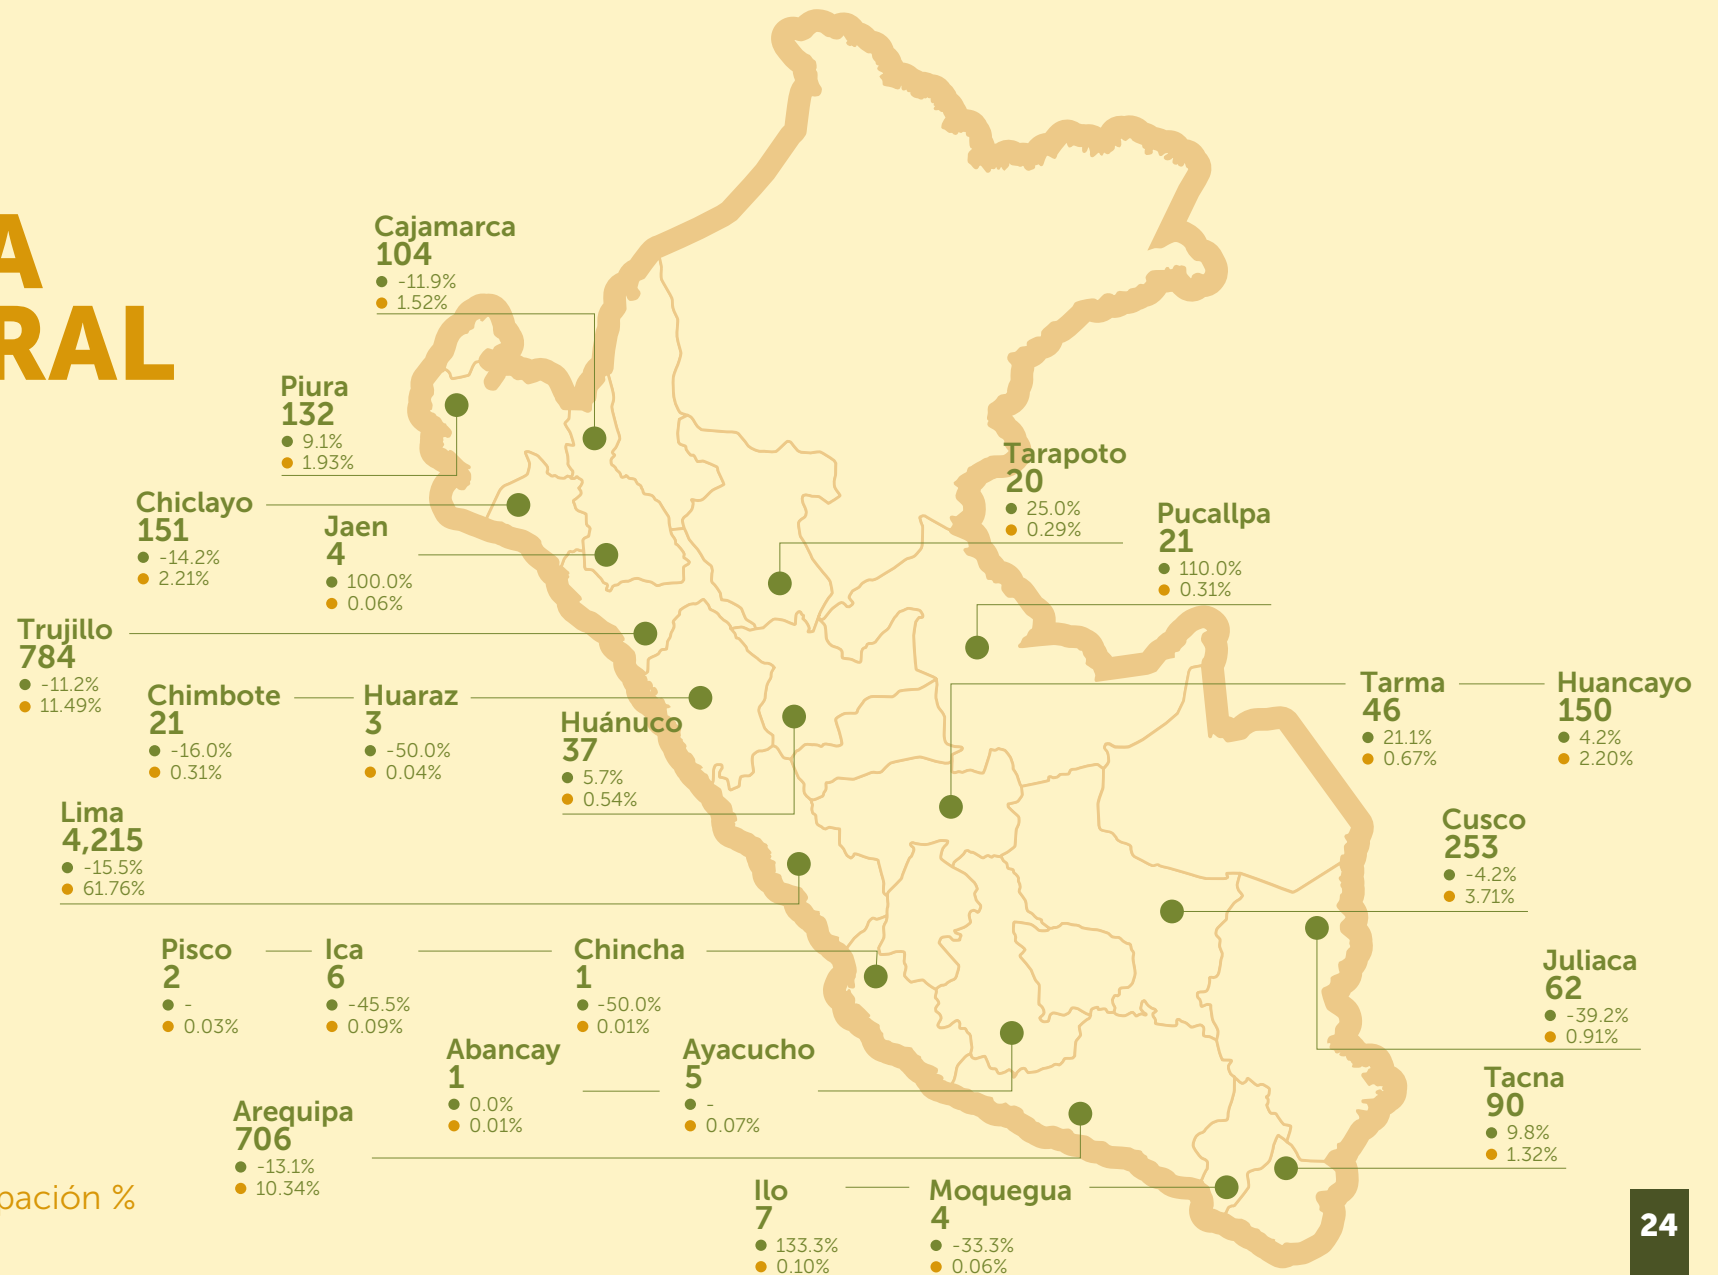 A
RAL
Cajamarca
104
-11.9%
1.52%
Piura
132
9.1%
1.93%
Chiclayo
151
-14.2%
2.21%
Jaen
4
100.0%
0.06%
Tarapoto
20
25.0%
0.29%
Pucallpa
21
110.0%
0.31%
Trujillo
784
-11.2%
11.49%
Chimbote
21
-16.0%
0.31%
Huaraz
3
-50.0%
0.04%
Huánuco
37
5.7%
0.54%
Tarma
46
21.1%
0.67%
Huancayo
150
4.2%
2.20%
Lima
4,215
-15.5%
61.76%
Cusco
253
-4.2%
3.71%
Pisco
2
-
0.03%
Ica
6
-45.5%
0.09%
Chincha
1
-50.0%
0.01%
Juliaca
62
-39.2%
0.91%
Abancay
1
0.0%
0.01%
Ayacucho
5
-
0.07%
Arequipa
706
-13.1%
10.34%
Tacna
90
9.8%
1.32%
Ilo
7
133.3%
0.10%
Moquegua
4
-33.3%
0.06%
pación %
24